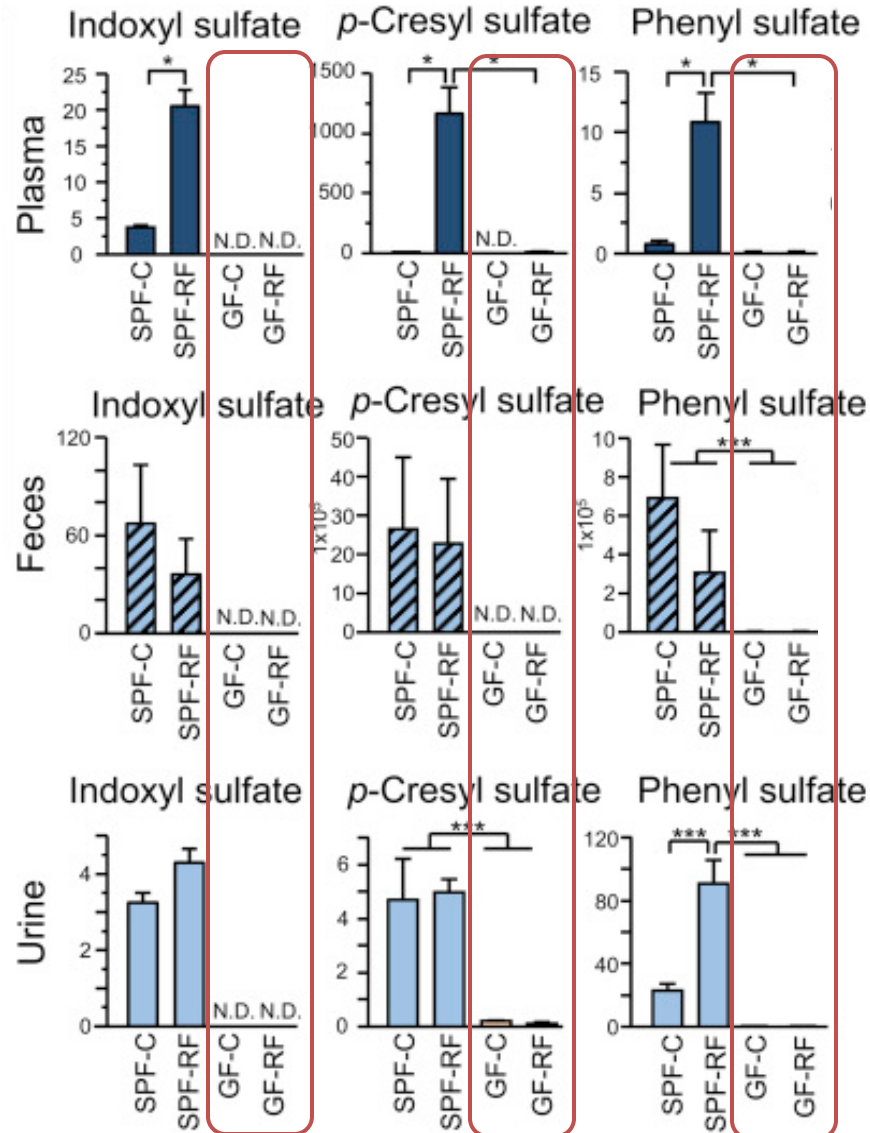 Indoxyl sulfate
p-Cresyl sulfate
Phenyl sulfate
Plasma
25
20
15
10
5
0
*
N.D. N.D.
SPF-C
SPF-RF
GF-C
GF-RF
1500
1000
500
0
*
*
N.D.
SPF-C
SPF-RF
GF-C
GF-RF
15
10
5
0
*
*
SPF-C
SPF-RF
GF-C
GF-RF
Indoxyl sulfate
p-Cresyl sulfate
Phenyl sulfate
Feces
120
60
0
N.D. N.D.
SPF-C
SPF-RF
GF-C
GF-RF
50
40
30
20
10
0
N.D. N.D.
SPF-C
SPF-RF
GF-C
GF-RF
1x10⁵
10
8
6
4
2
0
***
SPF-C
SPF-RF
GF-C
GF-RF
Indoxyl sulfate
p-Cresyl sulfate
Phenyl sulfate
Urine
4
2
0
N.D. N.D.
SPF-C
SPF-RF
GF-C
GF-RF
6
4
2
0
***
SPF-C
SPF-RF
GF-C
GF-RF
120
80
40
0
***
***
SPF-C
SPF-RF
GF-C
GF-RF